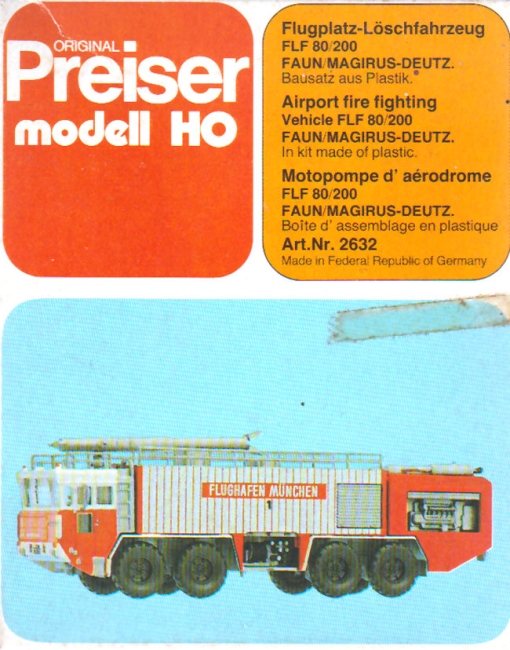 ORIGINAL
Preiser
modell HO
Flugplatz-Löschfahrzeug
FLF 80/200
FAUN/MAGIRUS-DEUTZ.
Bausatz aus Plastik.
Airport fire fighting
Vehicle FLF 80/200
FAUN/MAGIRUS-DEUTZ.
In kit made of plastic.
Motopompe d' aérodrome
FLF 80/200
FAUN/MAGIRUS-DEUTZ.
Boîte d' assemblage en plastique
Art.Nr. 2632
Made in Federal Republic of Germany
FLUGHAFEN MÜNCHEN